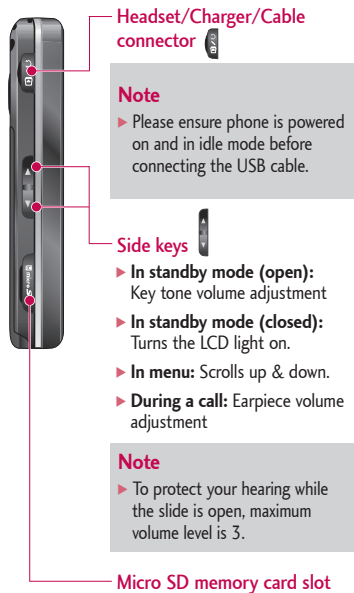 Headset/Charger/Cable
connector
Note
▶ Please ensure phone is powered
on and in idle mode before
connecting the USB cable.
Side keys
▶ In standby mode (open):
Key tone volume adjustment
▶ In standby mode (closed):
Turns the LCD light on.
▶ In menu: Scrolls up & down.
▶ During a call: Earpiece volume
adjustment
Note
▶ To protect your hearing while
the slide is open, maximum
volume level is 3.
micro SD
Micro SD memory card slot